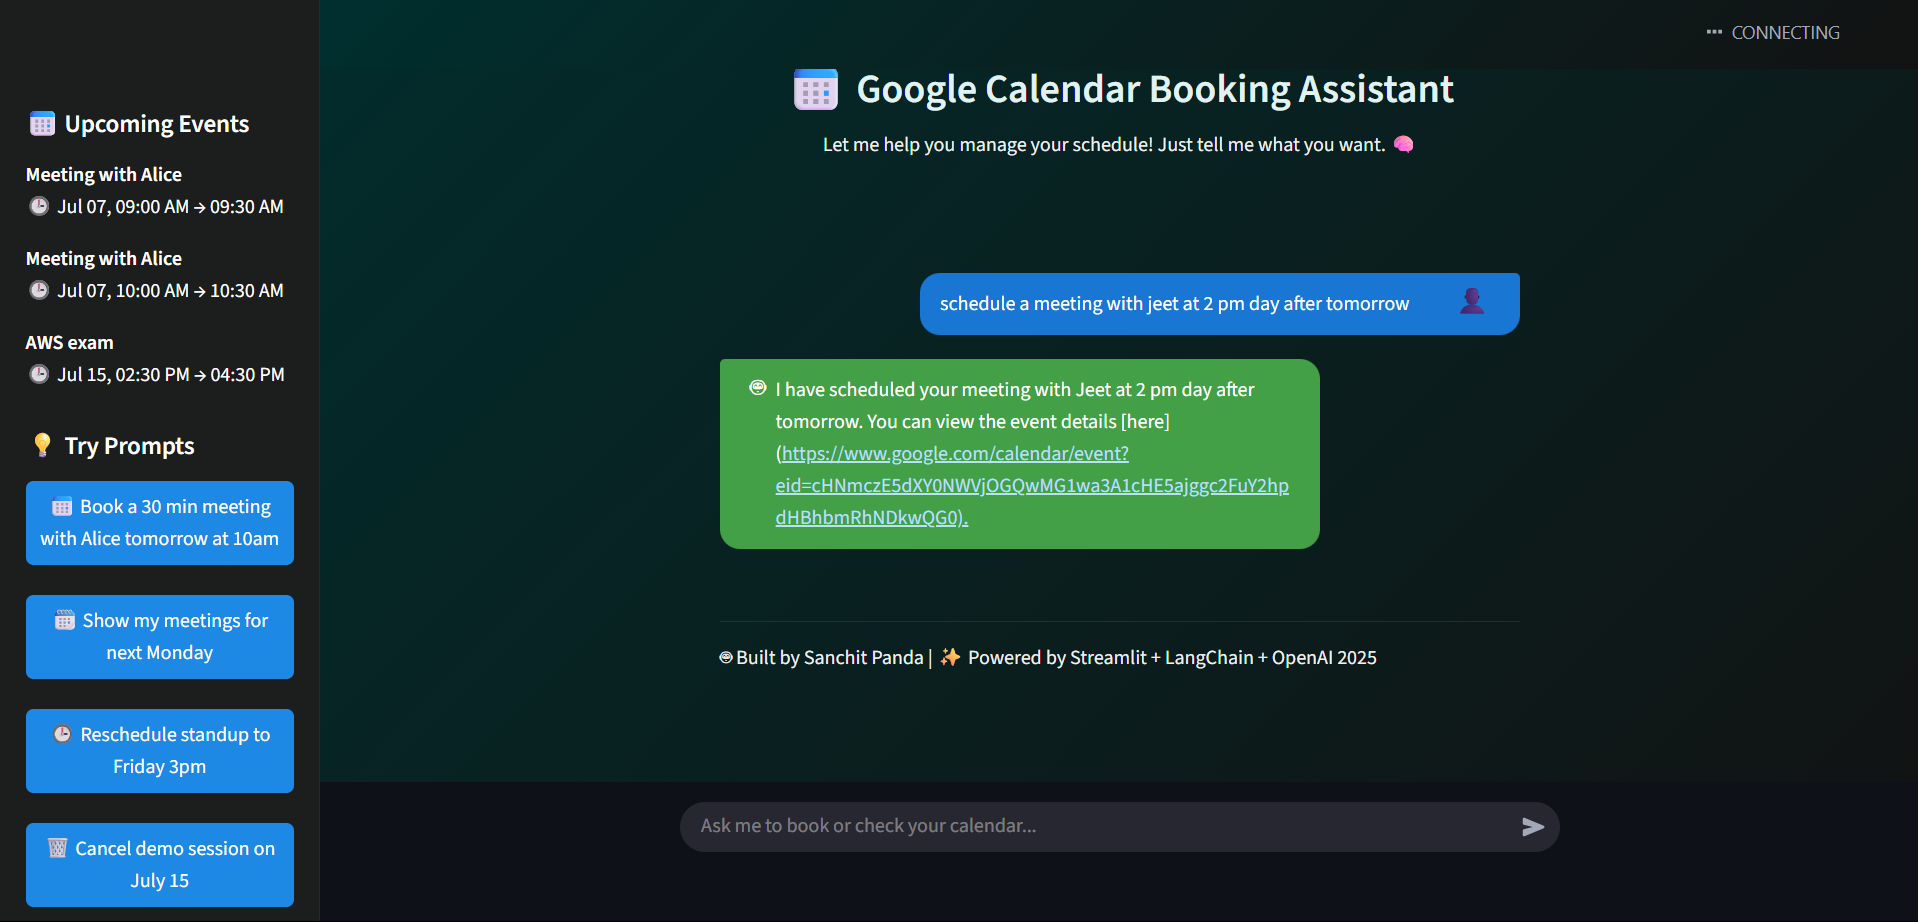 CONNECTING
Upcoming Events
Meeting with Alice
Jul 07, 09:00 AM → 09:30 AM
Meeting with Alice
Jul 07, 10:00 AM → 10:30 AM
AWS exam
Jul 15, 02:30 PM → 04:30 PM
Try Prompts
Book a 30 min meeting
with Alice tomorrow at 10am
Show my meetings for
next Monday
Reschedule standup to
Friday 3pm
Cancel demo session on
July 15
Google Calendar Booking Assistant
Let me help you manage your schedule! Just tell me what you want.
schedule a meeting with jeet at 2 pm day after tomorrow
I have scheduled your meeting with Jeet at 2 pm day after
tomorrow. You can view the event details [here]
(https://www.google.com/calendar/event?
eid=cHNmczE5dXY0NWVjOGQwMG1wa3A1cHE5ajggc2FuY2hp
dHBhbmRhNDkwQG0).
Built by Sanchit Panda | ✨ Powered by Streamlit + LangChain + OpenAI 2025
Ask me to book or check your calendar...